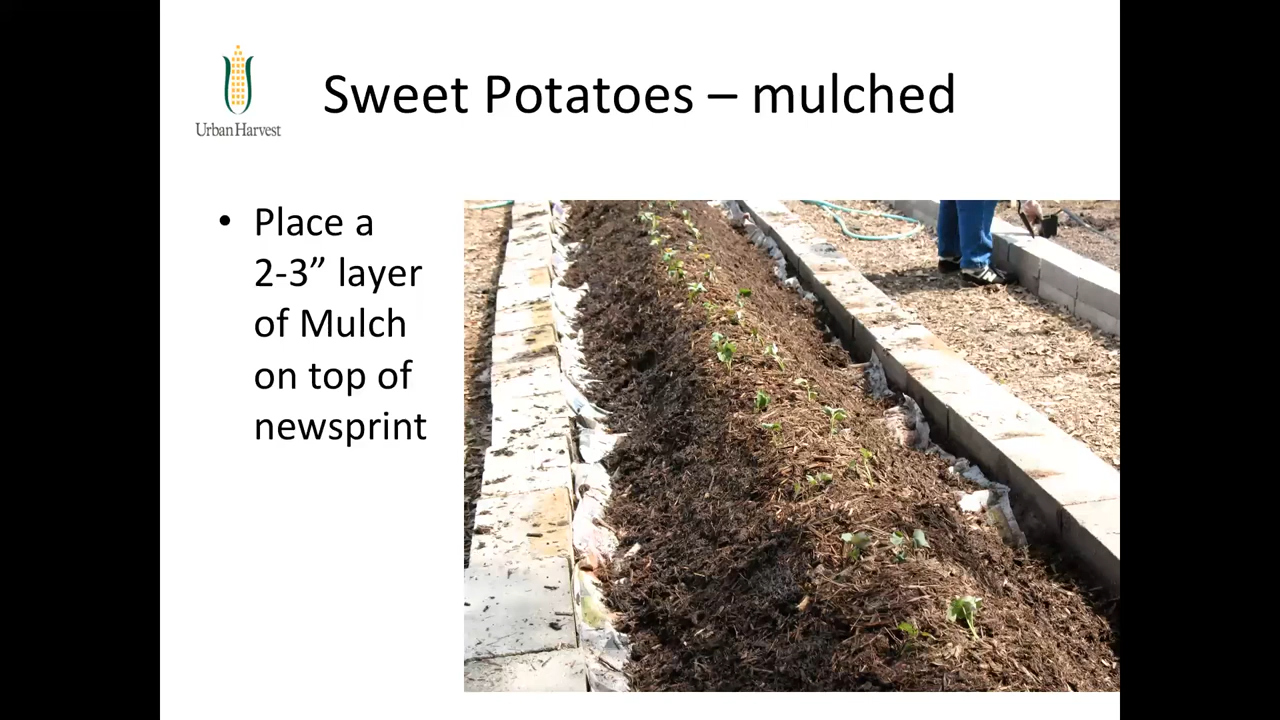 Urban Harvest
Sweet Potatoes – mulched
• Place a
2-3” layer
of Mulch
on top of
newsprint